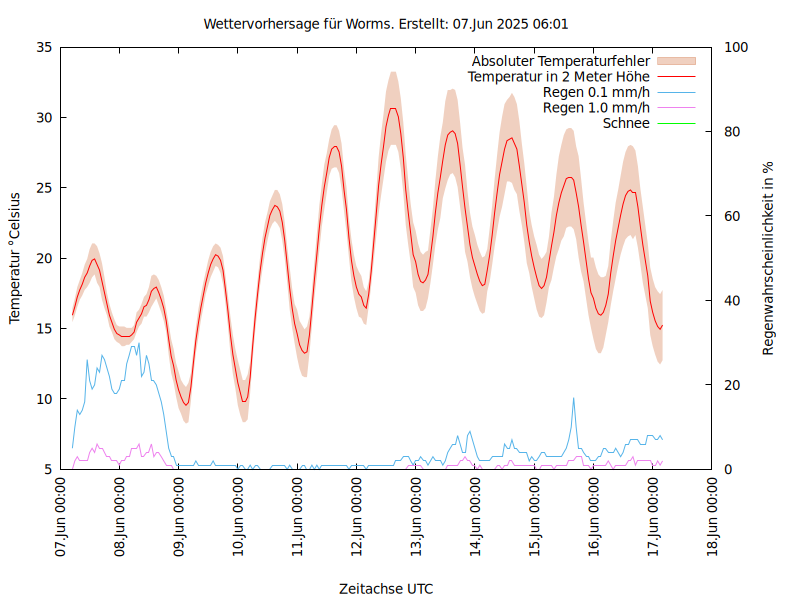 Wettervorhersage für Worms. Erstellt: 07.Jun 2025 06:01
Absoluter Temperaturfehler
Temperatur in 2 Meter Höhe
Regen 0.1 mm/h
Regen 1.0 mm/h
Schnee
Temperatur °Celsius
35
30
25
20
15
10
5
100
80
60
40
20
0
Regenwahrscheinlichkeit in %
07.Jun 00:00
08.Jun 00:00
09.Jun 00:00
10.Jun 00:00
11.Jun 00:00
12.Jun 00:00
13.Jun 00:00
14.Jun 00:00
15.Jun 00:00
16.Jun 00:00
17.Jun 00:00
18.Jun 00:00
Zeitachse UTC